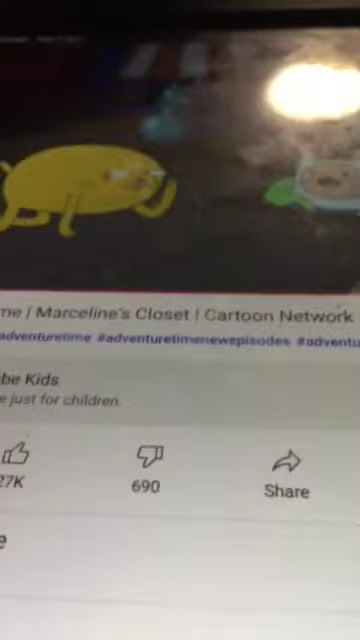 me | Marceline's Closet | Cartoon Network
adventuretime #adventuretimenewepisodes #adventu
be Kids
e just for children.
27K
690
Share
e